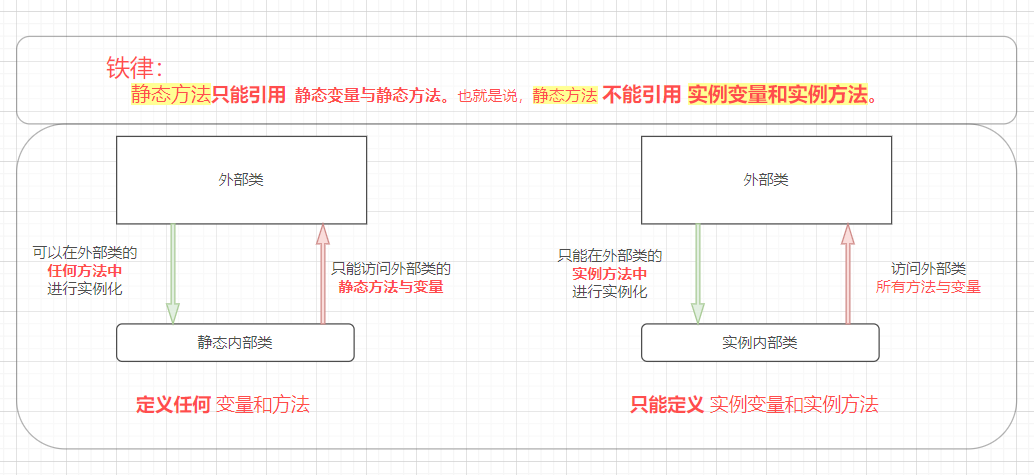 铁律：
静态方法只能引用 静态变量与静态方法。也就是说，静态方法 不能引用 实例变量和实例方法。
外部类
可以在外部类的
任何方法中
进行实例化
只能访问外部类的
静态方法与变量
静态内部类
定义任何 变量和方法
外部类
只能在外部类的
实例方法中
进行实例化
访问外部类
所有方法与变量
实例内部类
只能定义 实例变量和实例方法